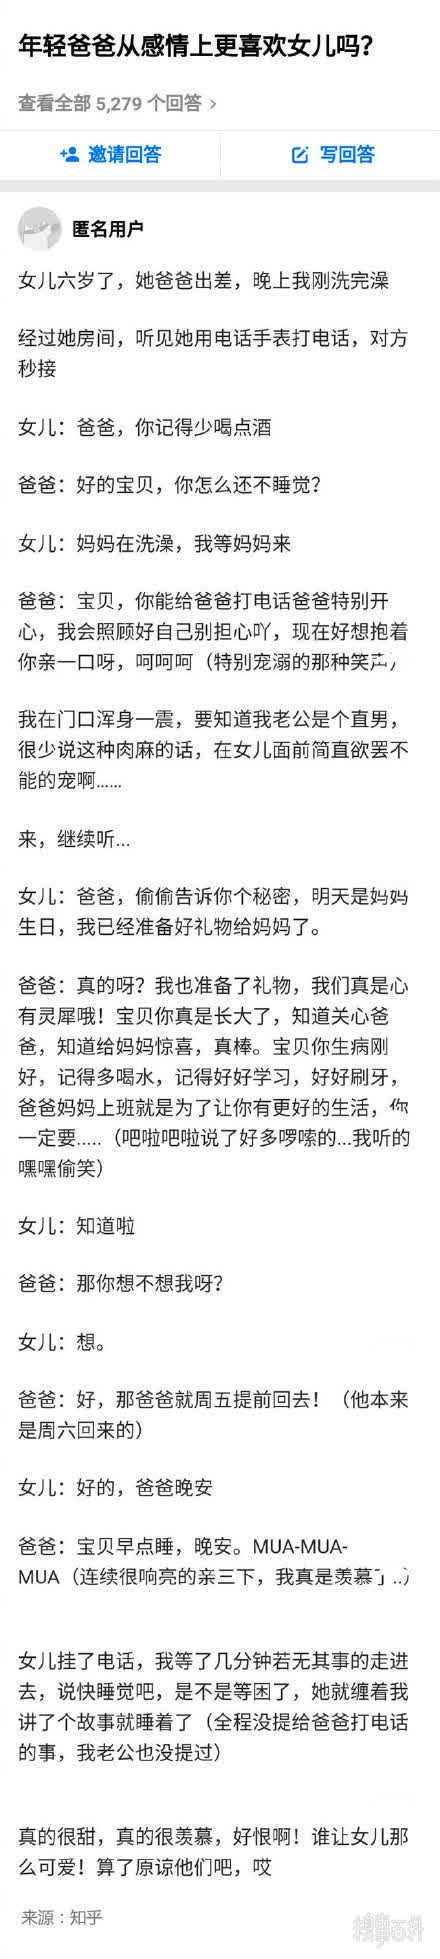 年轻爸爸从感情上更喜欢女儿吗？
查看全部 5,279 个回答 >
邀请回答
写回答
匿名用户
女儿六岁了，她爸爸出差，晚上我刚洗完澡
经过她房间，听见她用电话手表打电话，对方
秒接
女儿：爸爸，你记得少喝点酒
爸爸：好的宝贝，你怎么还不睡觉？
女儿：妈妈在洗澡，我等妈妈来
爸爸：宝贝，你能给爸爸打电话爸爸特别开
心，我会照顾好自己别担心吖，现在好想抱着
你亲一口呀，呵呵呵（特别宠溺的那种笑声）
我在门口浑身一震，要知道我老公是个直男，
很少说这种肉麻的话，在女儿面前简直欲罢不
能的宠啊......
来，继续听...
女儿：爸爸，偷偷告诉你个秘密，明天是妈妈
生日，我已经准备好礼物给妈妈了。
爸爸：真的呀？我也准备了礼物，我们真是心
有灵犀哦！宝贝你真是长大了，知道关心爸
爸，知道给妈妈惊喜，真棒。宝贝你生病刚
好，记得多喝水，记得好好学习，好好刷牙，
爸爸妈妈上班就是为了让你有更好的生活，你
一定要.....（吧啦吧啦说了好多啰嗦的...我听的
嘿嘿偷笑）
女儿：知道啦
爸爸：那你想不想我呀？
女儿：想。
爸爸：好，那爸爸就周五提前回去！（他本来
是周六回来的）
女儿：好的，爸爸晚安
爸爸：宝贝早点睡，晚安。MUA-MUA-
MUA（连续很响亮的亲三下，我真是羡慕了...）
女儿挂了电话，我等了几分钟若无其事的走进
去，说快睡觉吧，是不是等困了，她就缠着我
讲了个故事就睡着了（全程没提给爸爸打电话
的事，我老公也没提过）
真的很甜，真的很羡慕，好恨啊！谁让女儿那
么可爱！算了原谅他们吧，哎
来源：知乎